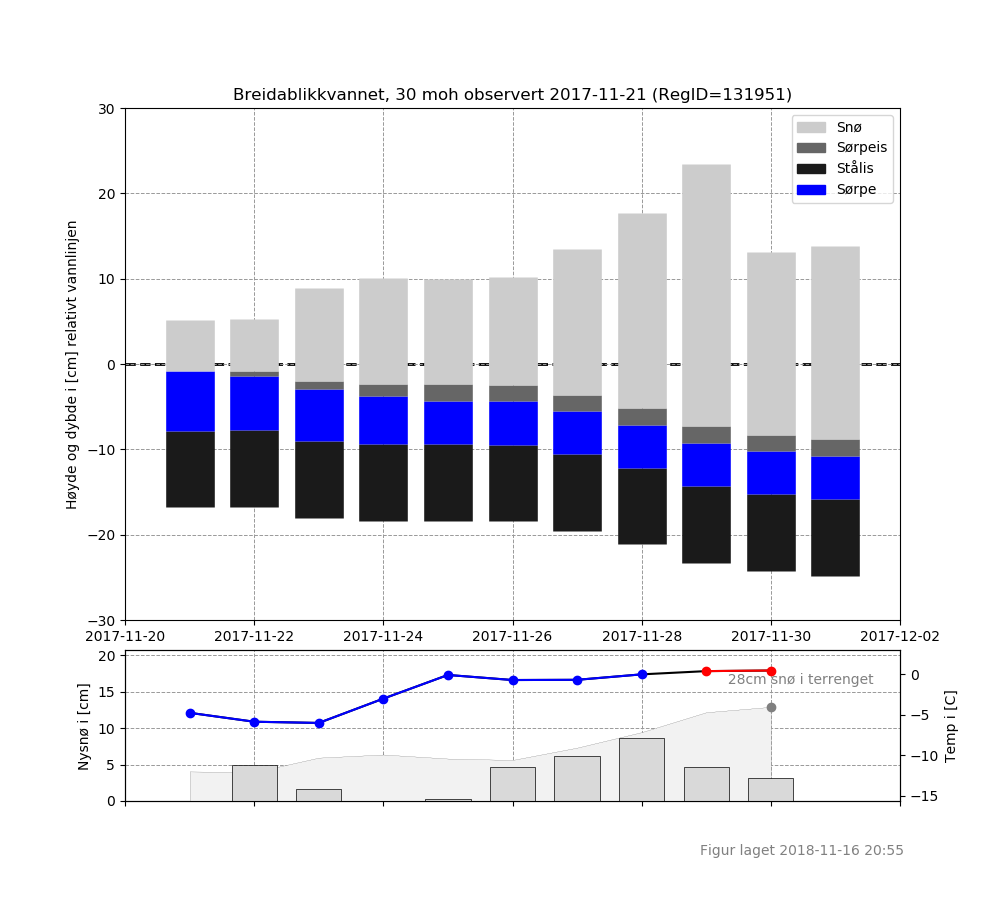 Breidablikkvannet, 30 moh observert 2017-11-21 (RegID=131951)
30
20
10
0
−10
−20
−30
Høyde og dybde i [cm] relativt vannlinjen
Snø
Sørpeis
Stålis
Sørpe
2017-11-20 2017-11-22 2017-11-24 2017-11-26 2017-11-28 2017-11-30 2017-12-02
20
15
10
5
0
Nysnø i [cm]
28cm snø i terrenget
0
−5
−10
−15
Temp i [C]
Figur laget 2018-11-16 20:55